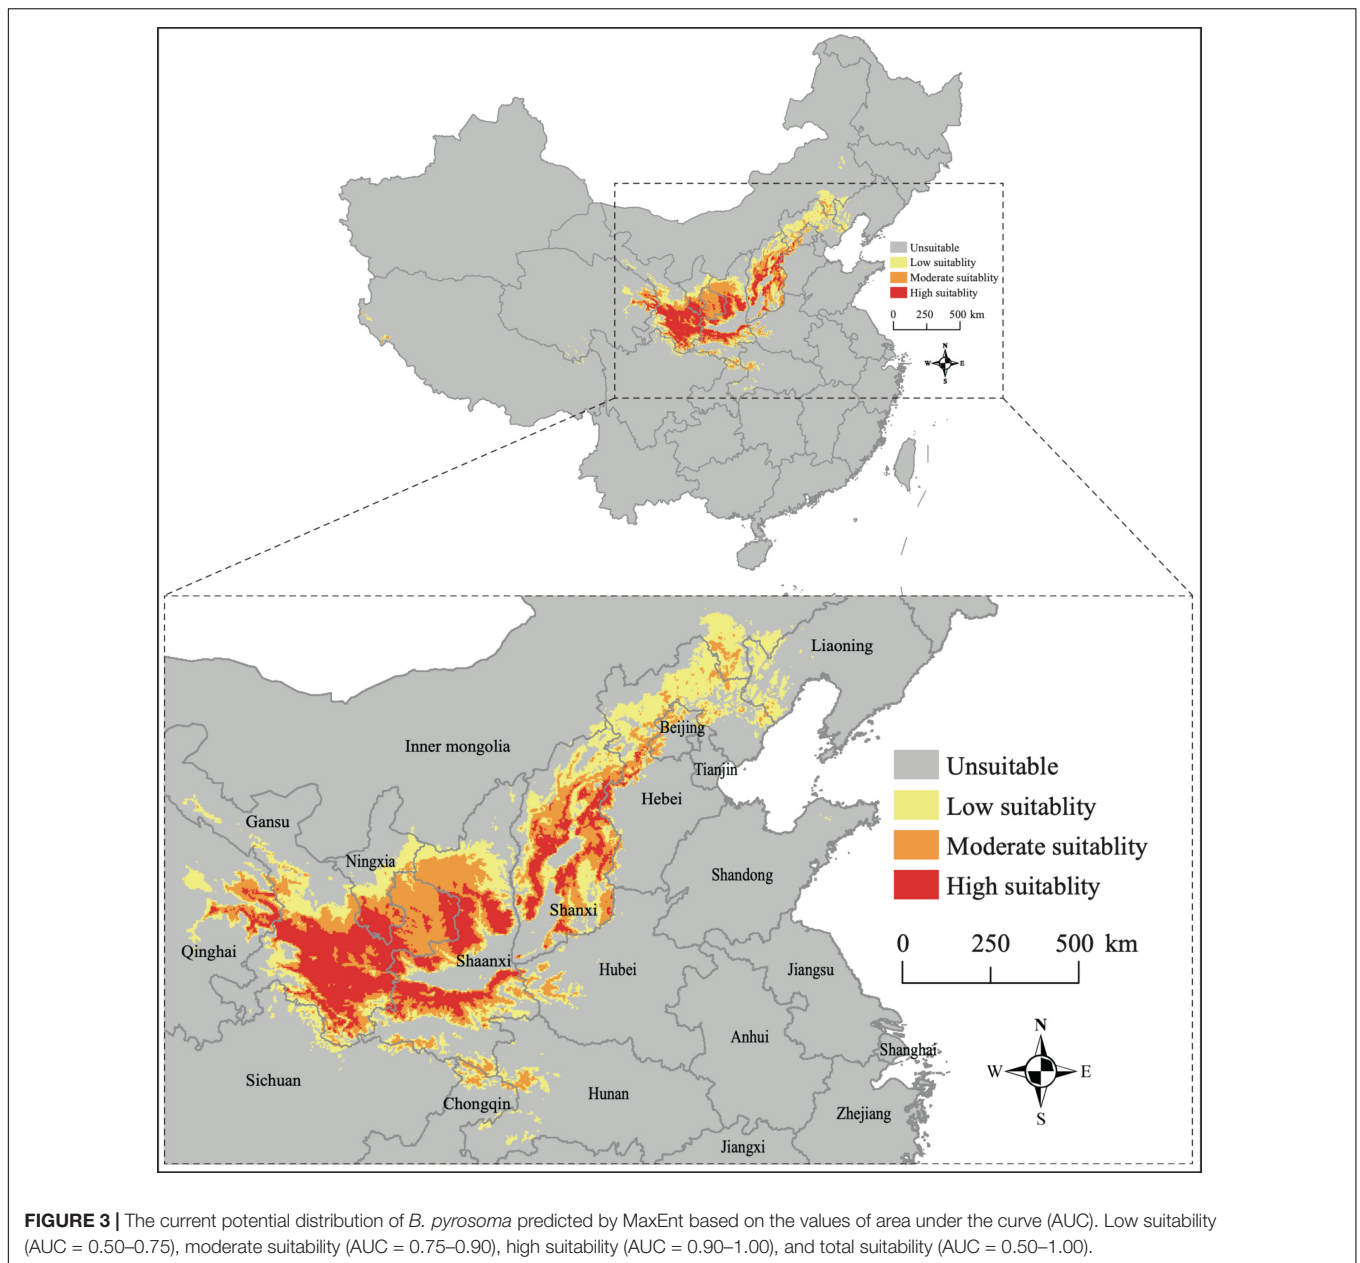 Unsuitable
Low suitablity
Moderate suitablity
High suitablity
0 250 500 km
N
W E
S
Liaoning
Beijing
Inner mongolia
Tianjin
Hebei
Gansu
Ningxia
Shandong
Shanxi
Qinghai
Shaanxi
Hubei
Jiangsu
Anhui
Shanghai
Sichuan
Hunan
Chongqin
Zhejiang
Jiangxi
Unsuitable
Low suitablity
Moderate suitablity
High suitablity
0 250 500 km
N
W E
S
FIGURE 3 | The current potential distribution of B. pyrosoma predicted by MaxEnt based on the values of area under the curve (AUC). Low suitability
(AUC = 0.50–0.75), moderate suitability (AUC = 0.75–0.90), high suitability (AUC = 0.90–1.00), and total suitability (AUC = 0.50–1.00).